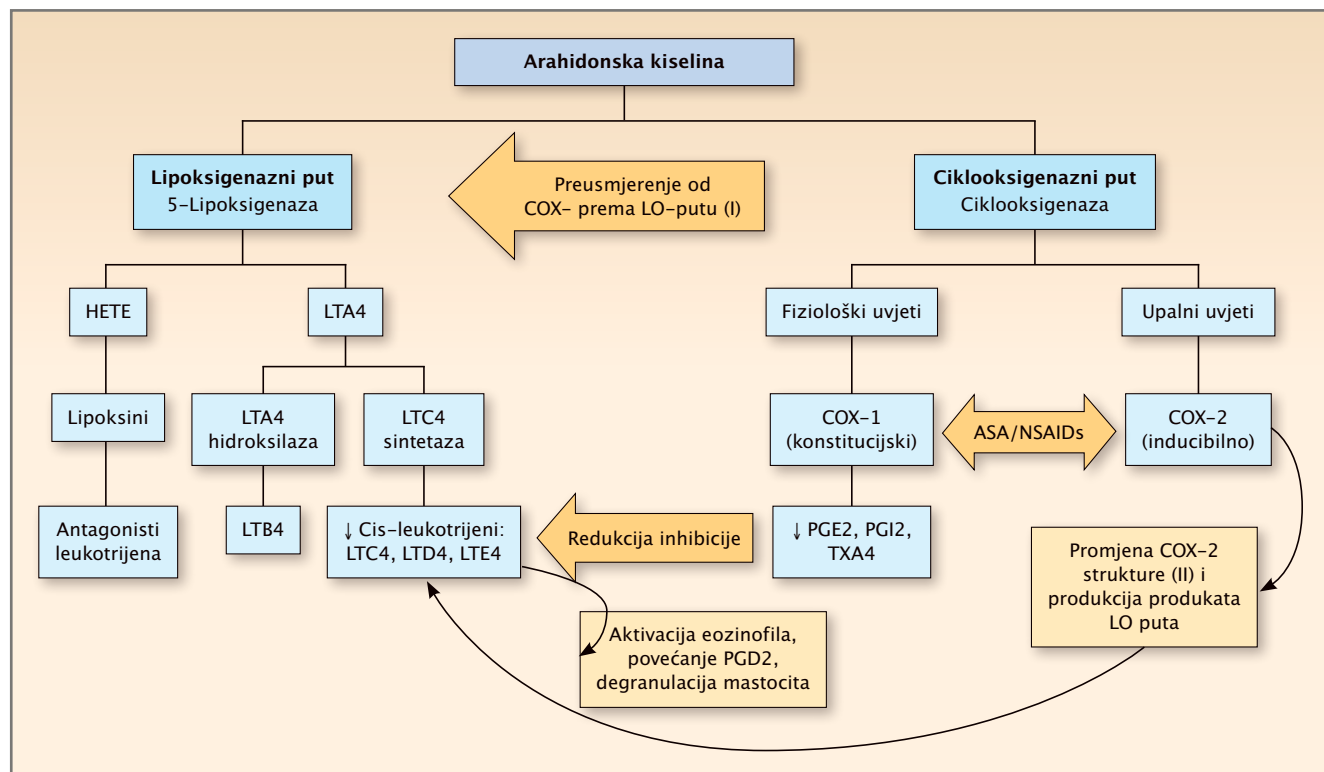 Arahidonska kiselina
Lipoksigenazni put
5–Lipoksigenaza
Preusmjerenje od
COX– prema LO–putu (I)
Ciklooksigenazni put
Ciklooksigenaza
HETE
LTA4
Fiziološki uvjeti
Upalni uvjeti
Lipoksini
LTA4
hidroksilaza
LTC4
sintetaza
COX–1
(konstitucijski)
ASA/NSAIDs
COX–2
(inducibilno)
Antagonisti
leukotrijena
LTB4
↓ Cis–leukotrijeni:
LTC4, LTD4, LTE4
Redukcija inhibicije
↓ PGE2, PGI2,
TXA4
Promjena COX–2
strukture (II) i
produkcija produkata
LO puta
Aktivacija eozinofila,
povećanje PGD2,
degranulacija mastocita